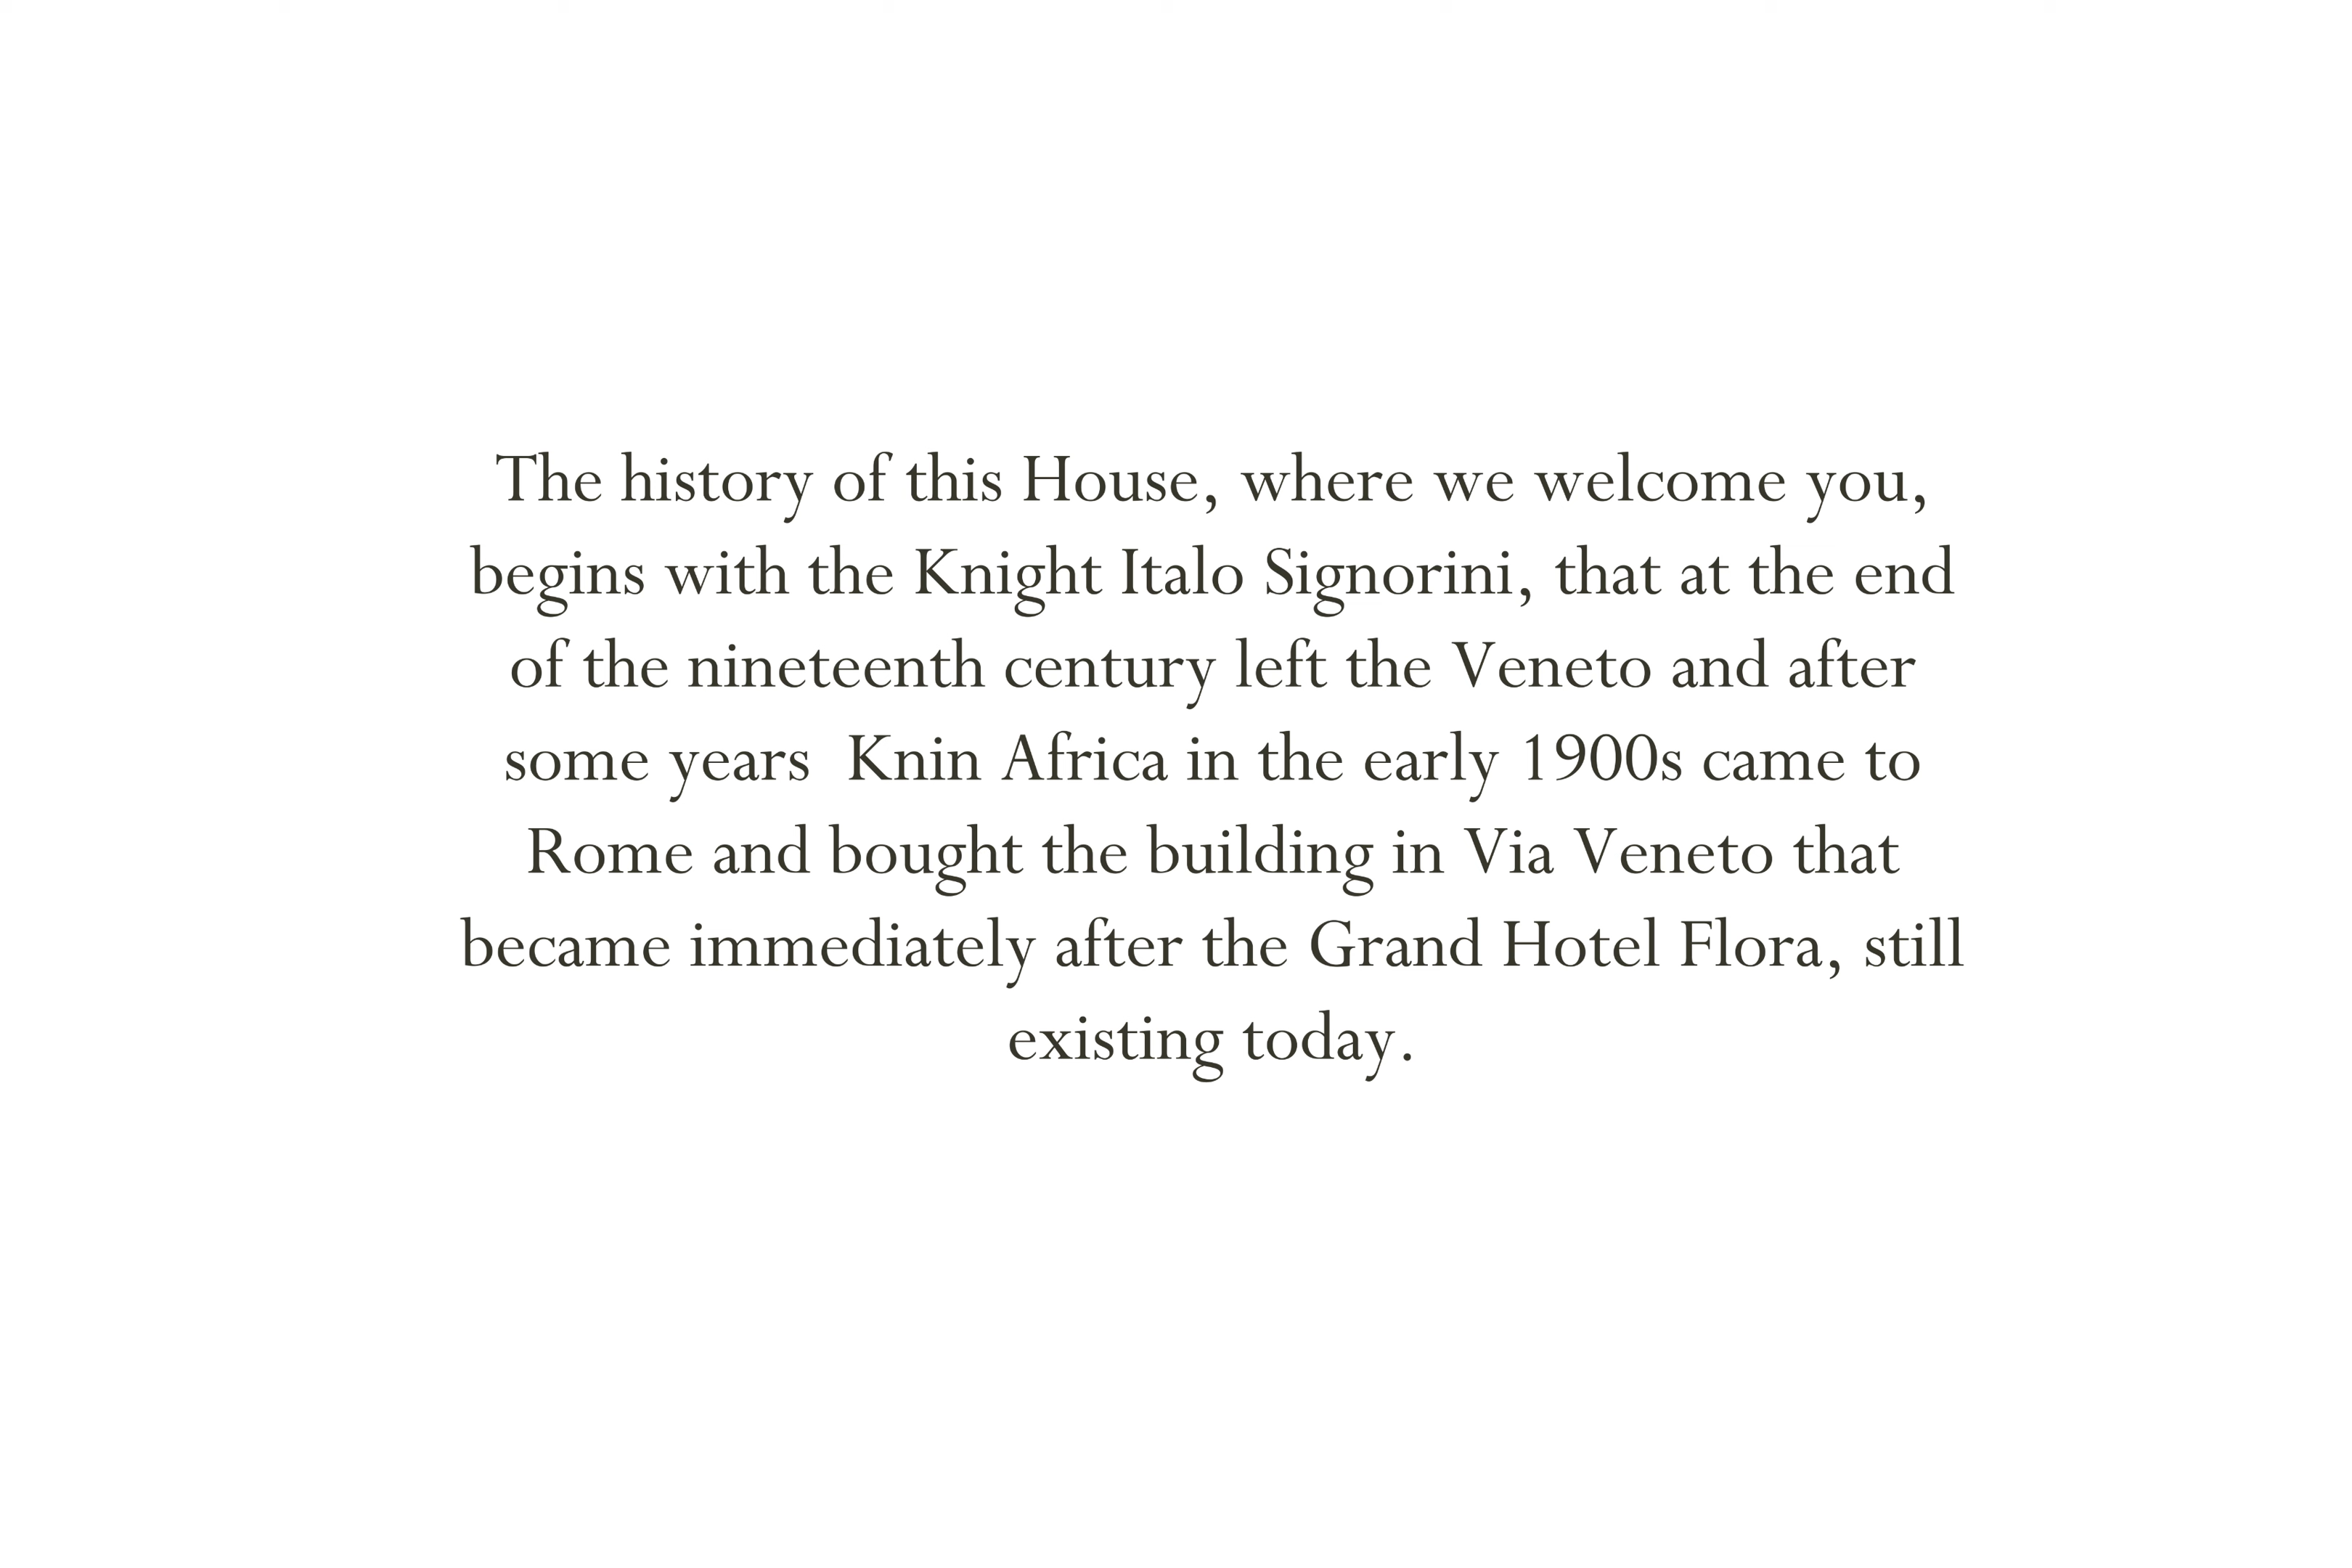 The history of this House, where we welcome you,
begins with the Knight Italo Signorini, that at the end
of the nineteenth century left the Veneto and after
some years  Knin Africa in the early 1900s came to
Rome and bought the building in Via Veneto that
became immediately after the Grand Hotel Flora, still
existing today.